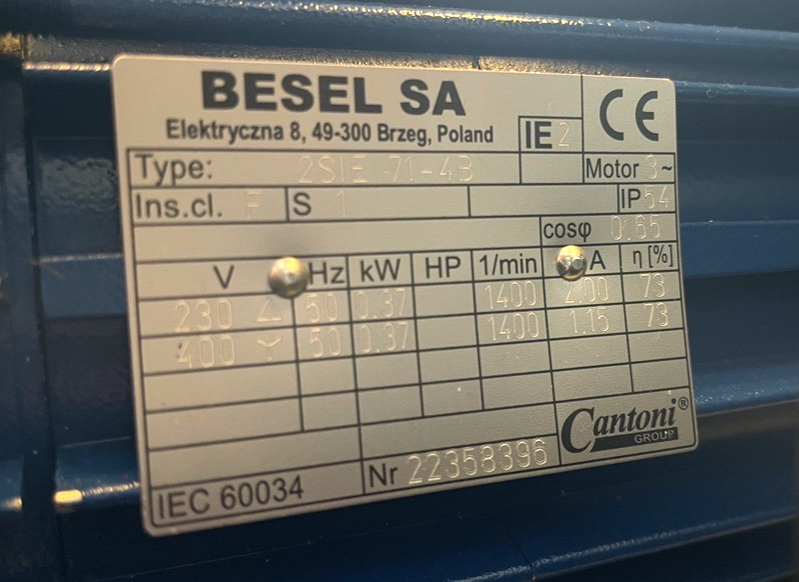 BESEL SA
Elektryczna 8, 49-300 Brzeg, Poland IE2 CE
Type: 2SIE 71-4B Motor 3~
Ins.cl. F S 1 IP 54
cosφ 0.65
V Hz kW HP 1/min A η [%]
230 Δ 50 0.37 1400 2.00 73
400 Y 50 0.37 1400 1.15 73
Cantoni®
GROUP
IEC 60034 Nr 22358396